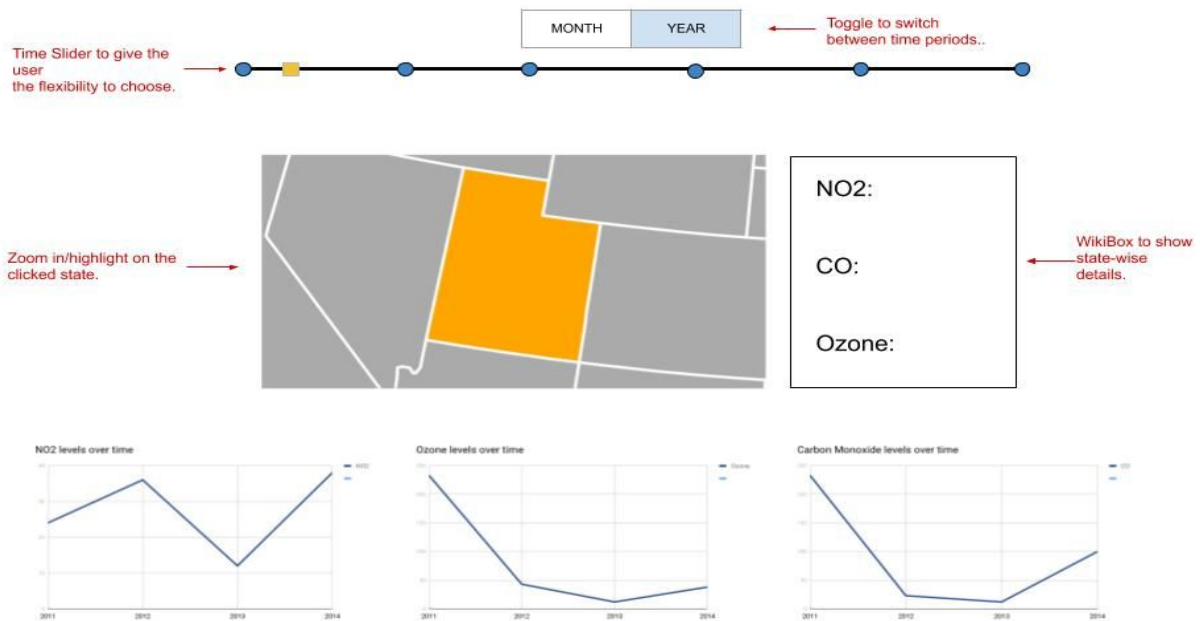 MONTH
YEAR
Toggle to switch
between time periods..
Time Slider to give the
user
the flexibility to choose.
Zoom in/highlight on the
clicked state.
NO2:
CO:
Ozone:
WikiBox to show
state-wise
details.
NO2 levels over time
NO2
2011
2012
2013
2014
Ozone levels over time
Ozone
2011
2012
2013
2014
Carbon Monoxide levels over time
CO
2011
2012
2013
2014